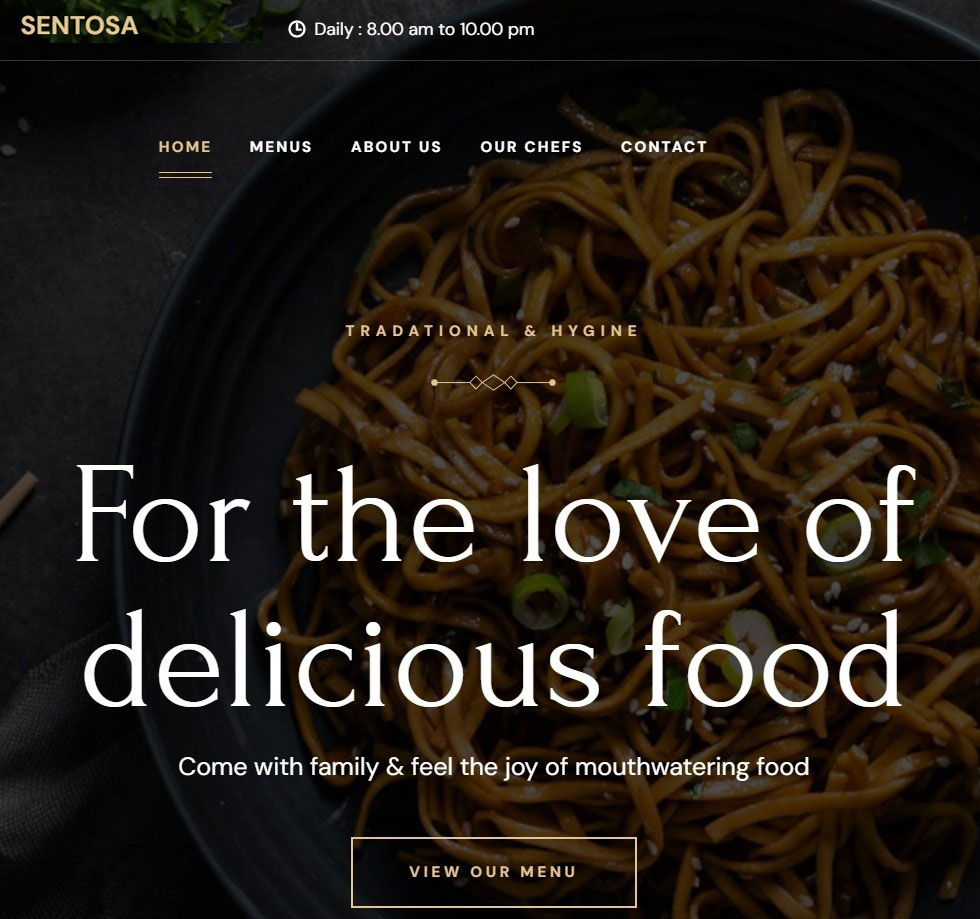 SENTOSA
Daily : 8.00 am to 10.00 pm
HOME MENUS ABOUT US OUR CHEFS CONTACT
TRADATIONAL & HYGINE
For the love of
delicious food
Come with family & feel the joy of mouthwatering food
VIEW OUR MENU